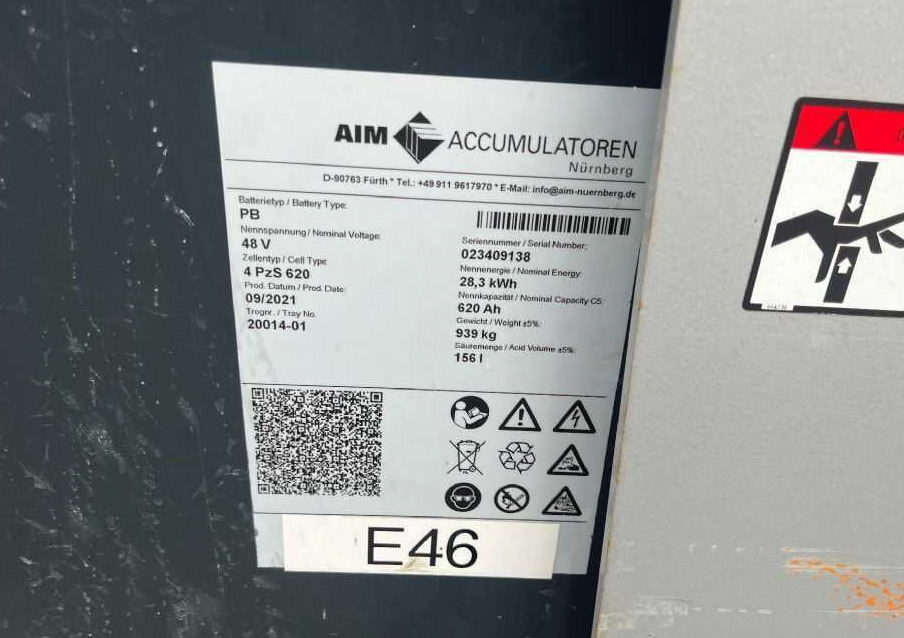 AIM ACCUMULATOREN
Nürnberg
D-90763 Fürth * Tel.: +49 911 9617970 * E-Mail: info@aim-nuernberg.de
Batterietyp / Battery Type:
PB
Nennspannung / Nominal Voltage:
48 V
Zellentyp / Cell Type
4 PzS 620
Prod. Datum / Prod. Date:
09/2021
Trognr. / Tray No.
20014-01
Seriennummer / Serial Number:
023409138
Nennenergie / Nominal Energy:
28,3 kWh
Nennkapazität / Nominal Capacity C5:
620 Ah
Gewicht / Weight ±5%:
939 kg
Säuremenge / Acid Volume ±5%:
156 l
E46